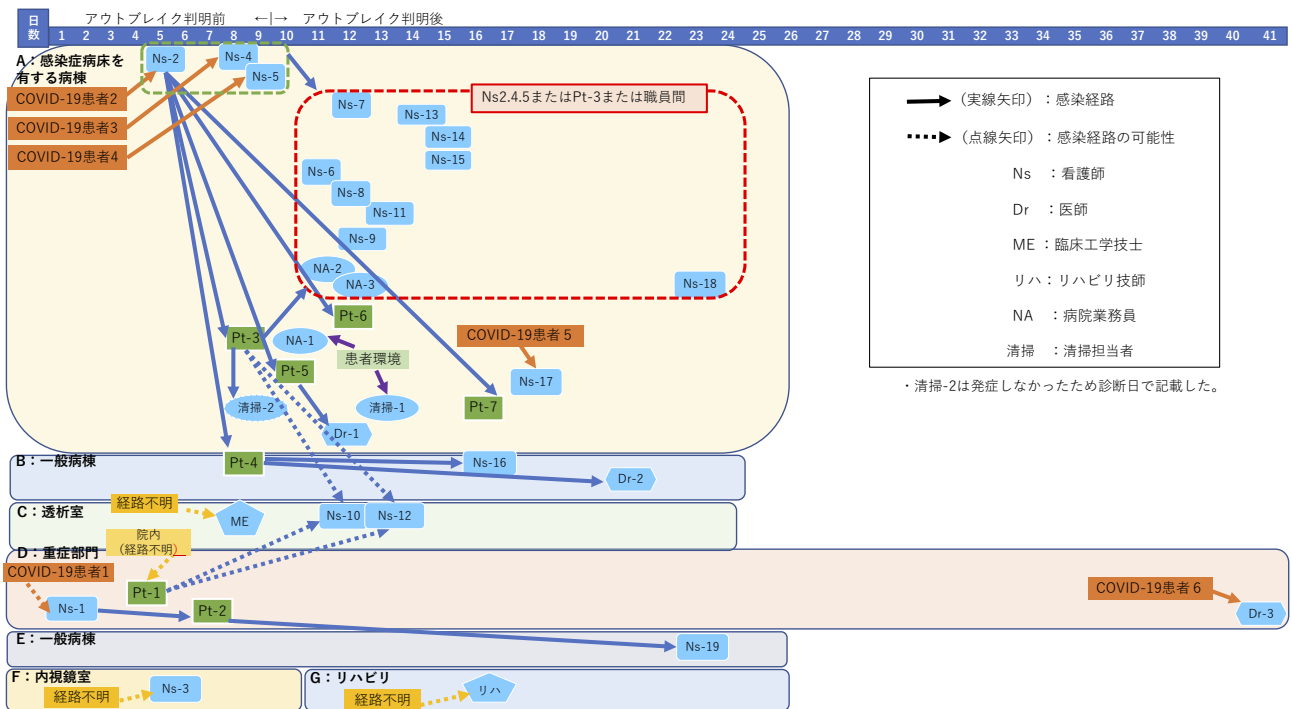 日数
アウトブレイク判明前 ←|→ アウトブレイク判明後
1 2 3 4 5 6 7 8 9 10 11 12 13 14 15 16 17 18 19 20 21 22 23 24 25 26 27 28 29 30 31 32 33 34 35 36 37 38 39 40 41
A：感染症病床を
有する病棟
Ns-2
Ns-4
Ns-5
COVID-19患者2
COVID-19患者3
COVID-19患者4
Ns2.4.5またはPt-3または職員間
Ns-7
Ns-13
Ns-14
Ns-15
Ns-6
Ns-8
Ns-11
Ns-9
NA-2
NA-3
Ns-18
Pt-6
Pt-3
NA-1
患者環境
COVID-19患者５
Pt-5
Ns-17
清掃-2
清掃-1
Pt-7
Dr-1
（実線矢印）：感染経路
（点線矢印）：感染経路の可能性
Ns ：看護師
Dr ：医師
ME：臨床工学技士
リハ：リハビリ技師
NA ：病院業務員
清掃 ：清掃担当者
・清掃-2は発症しなかったため診断日で記載した。
B：一般病棟
Pt-4
Ns-16
Dr-2
C：透析室
経路不明
ME
Ns-10
Ns-12
院内
（経路不明）
D：重症部門
COVID-19患者1
Pt-1
Ns-1
Pt-2
COVID-19患者６
Dr-3
E：一般病棟
Ns-19
F：内視鏡室
経路不明
Ns-3
G：リハビリ
経路不明
リハ